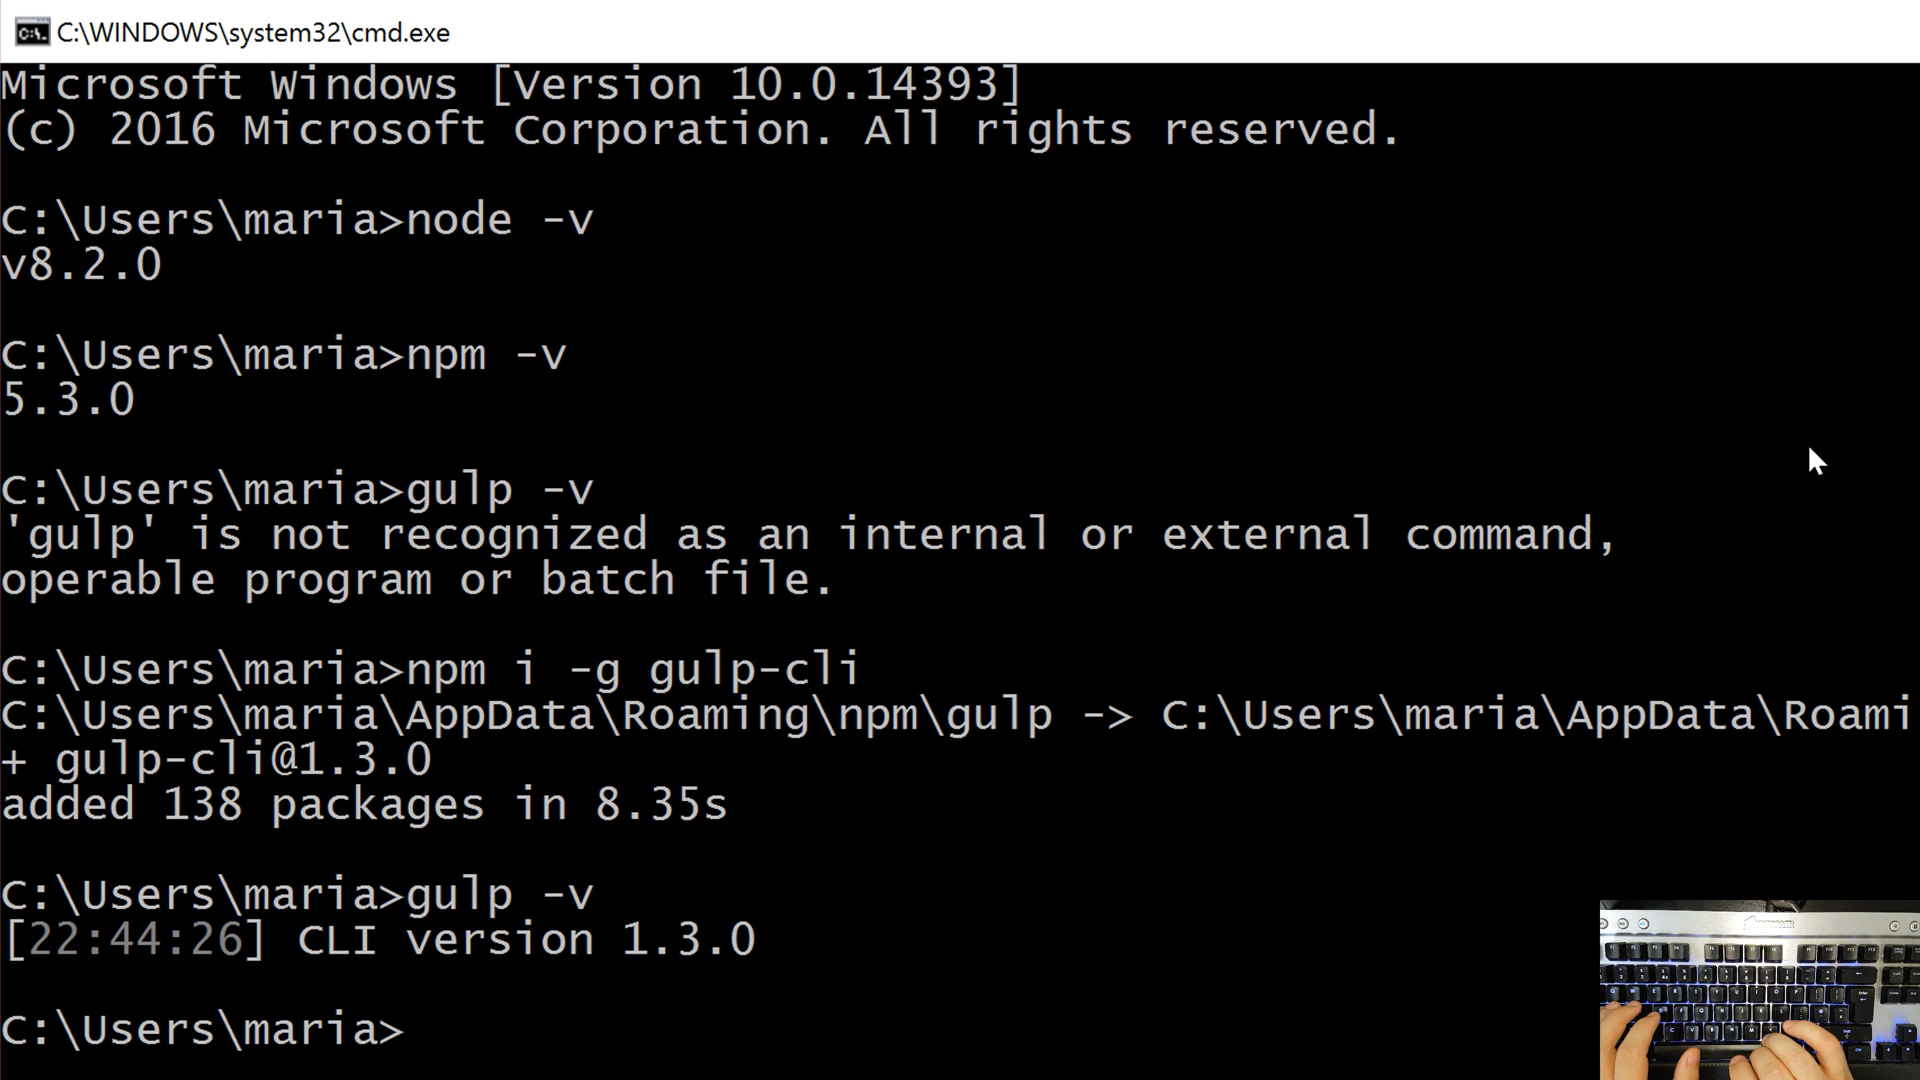 C:\WINDOWS\system32\cmd.exe
Microsoft Windows [Version 10.0.14393]
(c) 2016 Microsoft Corporation. All rights reserved.
C:\Users\maria>node -v
v8.2.0
C:\Users\maria>npm -v
5.3.0
C:\Users\maria>gulp -v
'gulp' is not recognized as an internal or external command,
operable program or batch file.
C:\Users\maria>npm i -g gulp-cli
C:\Users\maria\AppData\Roaming\npm\gulp -> C:\Users\maria\AppData\Roami
+ gulp-cli@1.3.0
added 138 packages in 8.35s
C:\Users\maria>gulp -v
[22:44:26] CLI version 1.3.0
C:\Users\maria>